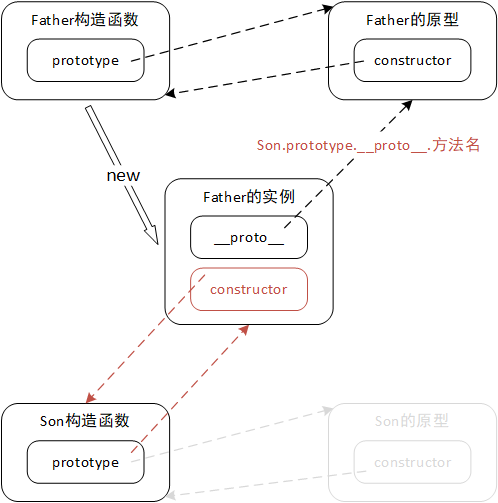 Father构造函数
prototype
Father的原型
constructor
Son.prototype.__proto__.方法名
new
Father的实例
__proto__
constructor
Son构造函数
prototype
Son的原型
constructor